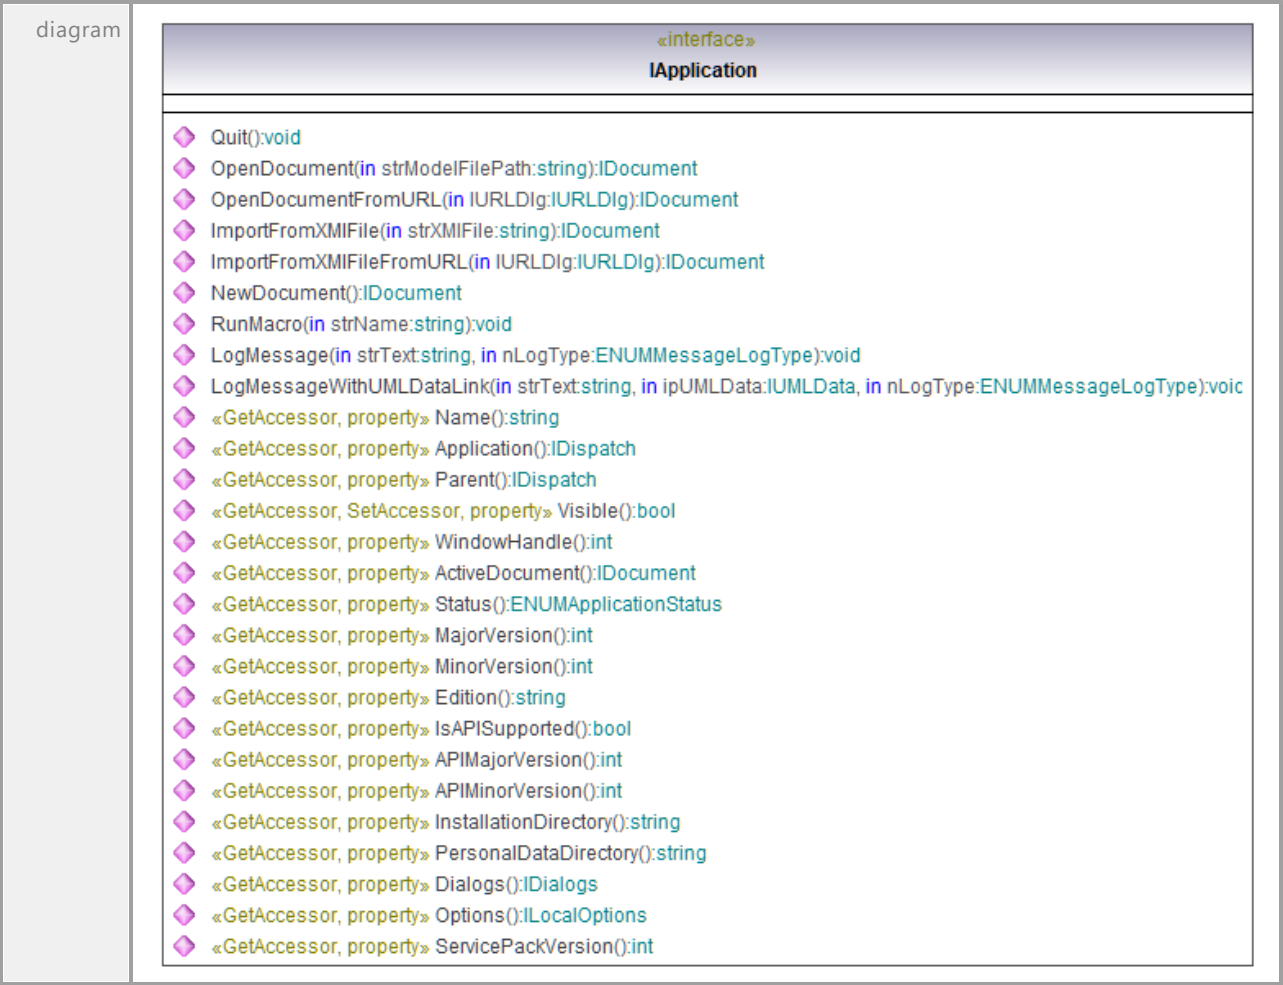 diagram
«interface»
IApplication
Quit():void
OpenDocument(in strModelFilePath:string):IDocument
OpenDocumentFromURL(in IURLDlg:IURLDlg):IDocument
ImportFromXMIFile(in strXMIFile:string):IDocument
ImportFromXMIFileFromURL(in IURLDlg:IURLDlg):IDocument
NewDocument():IDocument
RunMacro(in strName:string):void
LogMessage(in strText:string, in nLogType:ENUMMessageLogType):void
LogMessageWithUMLDataLink(in strText:string, in ipUMLData:IUMLData, in nLogType:ENUMMessageLogType):void
«GetAccessor, property» Name():string
«GetAccessor, property» Application():IDispatch
«GetAccessor, property» Parent():IDispatch
«GetAccessor, SetAccessor, property» Visible():bool
«GetAccessor, property» WindowHandle():int
«GetAccessor, property» ActiveDocument():IDocument
«GetAccessor, property» Status():ENUMApplicationStatus
«GetAccessor, property» MajorVersion():int
«GetAccessor, property» MinorVersion():int
«GetAccessor, property» Edition():string
«GetAccessor, property» IsAPISupported():bool
«GetAccessor, property» APIMajorVersion():int
«GetAccessor, property» APIMinorVersion():int
«GetAccessor, property» InstallationDirectory():string
«GetAccessor, property» PersonalDataDirectory():string
«GetAccessor, property» Dialogs():IDialogs
«GetAccessor, property» Options():ILocalOptions
«GetAccessor, property» ServicePackVersion():int